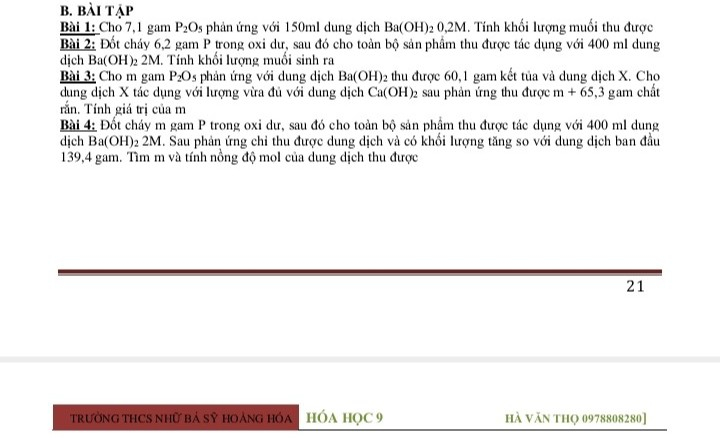 B. BÀI TẬP
Bài 1: Cho 7,1 gam P₂O₅ phản ứng với 150ml dung dịch Ba(OH)₂ 0,2M. Tính khối lượng muối thu được
Bài 2: Đốt cháy 6,2 gam P trong oxi dư, sau đó cho toàn bộ sản phẩm thu được tác dụng với 400 ml dung
dịch Ba(OH)₂ 2M. Tính khối lượng muối sinh ra
Bài 3: Cho m gam P₂O₅ phản ứng với dung dịch Ba(OH)₂ thu được 60,1 gam kết tủa và dung dịch X. Cho
dung dịch X tác dụng với lượng vừa đủ với dung dịch Ca(OH)₂ sau phản ứng thu được m + 65,3 gam chất
rắn. Tính giá trị của m
Bài 4: Đốt cháy m gam P trong oxi dư, sau đó cho toàn bộ sản phẩm thu được tác dụng với 400 ml dung
dịch Ba(OH)₂ 2M. Sau phản ứng chỉ thu được dung dịch và có khối lượng tăng so với dung dịch ban đầu
139,4 gam. Tìm m và tính nồng độ mol của dung dịch thu được
21
TRƯỜNG THCS NHỮ BÁ SỸ HOẰNG HÓA HÓA HỌC 9 HÀ VĂN THỌ 0978808280]